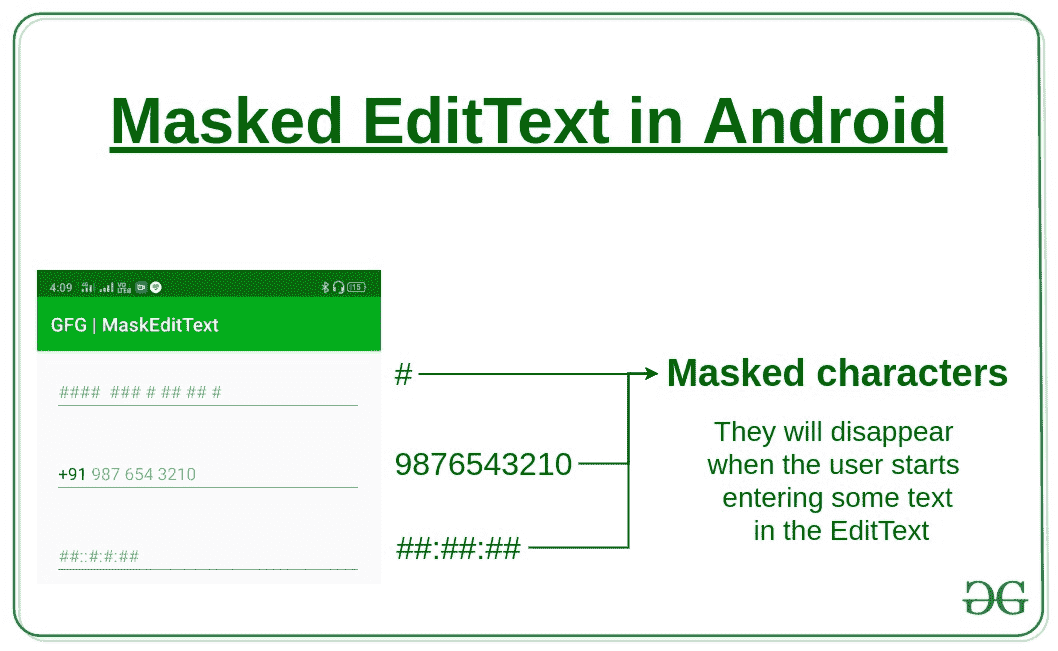 Masked EditText in Android
4:09
GFG | MaskEditText
####  ### # ## ## #
+91 987 654 3210
##::#:#:##
#
9876543210
##:##:##
Masked characters
They will disappear
when the user starts
entering some text
in the EditText